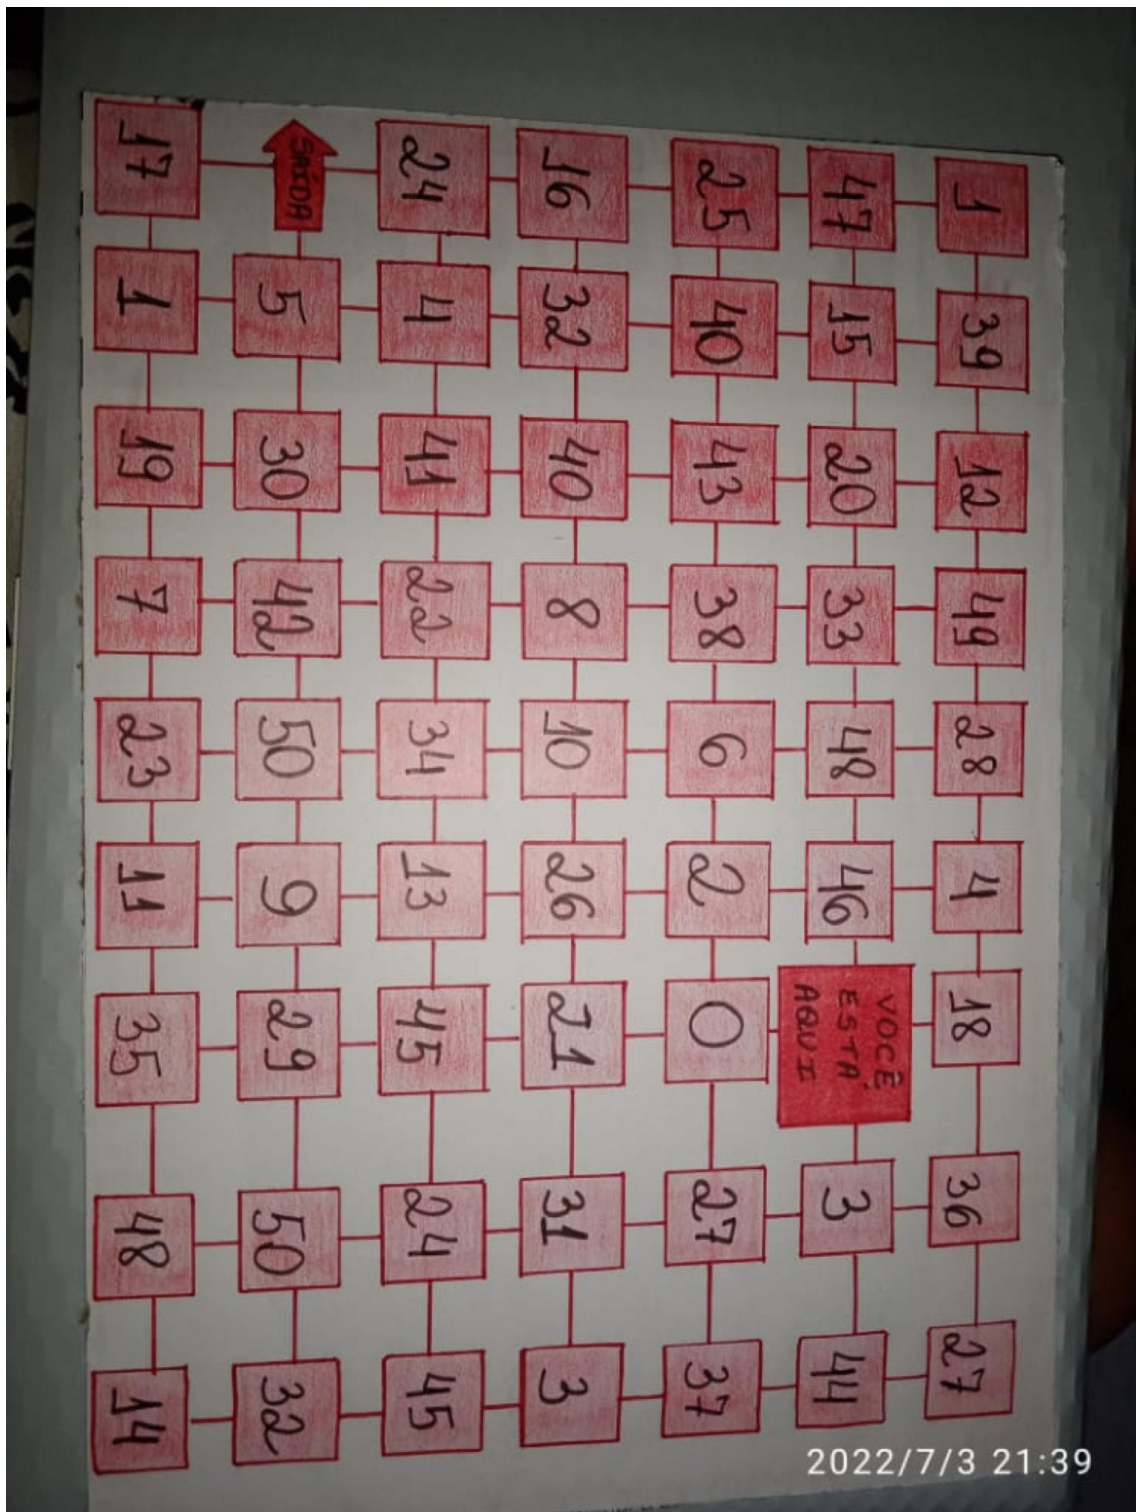 1 39 12 49 28 4 18 36 27
47 15 20 33 48 46 VOCÊ
ESTÁ
AQUI 3 44
25 40 43 38 6 2 0 27 37
16 32 40 8 10 26 21 31 3
24 4 41 22 34 13 45 24 45
SAÍDA 5 30 42 50 9 29 50 32
17 1 19 7 23 11 35 48 14
2022/7/3 21:39